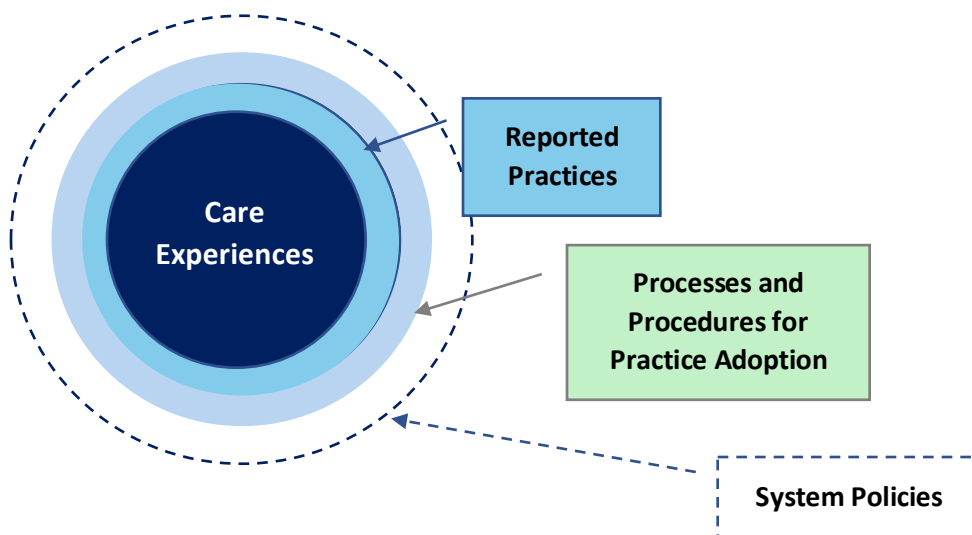 Care
Experiences
Reported
Practices
Processes and
Procedures for
Practice Adoption
System Policies